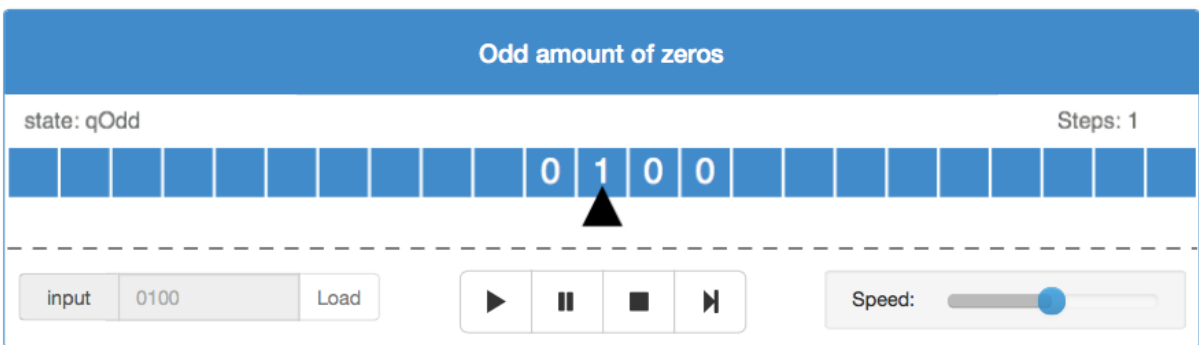 Odd amount of zeros
state: qOdd Steps: 1
0 1 0 0
input 0100 Load Speed: